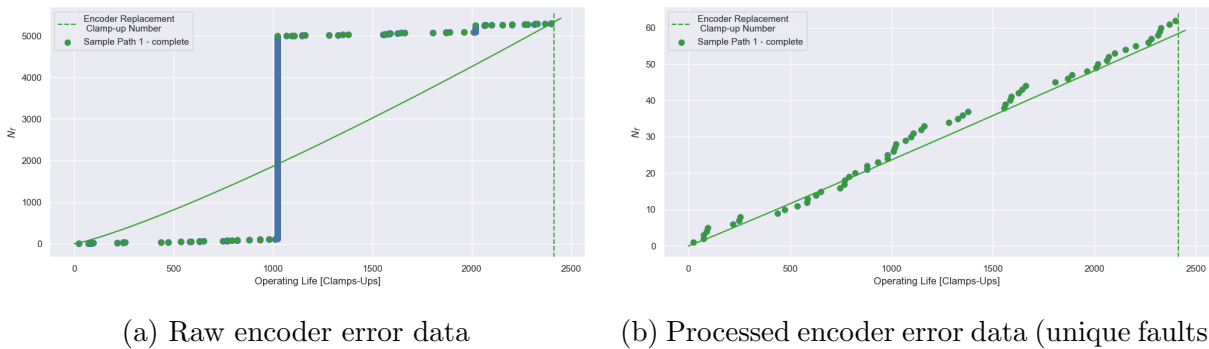 Encoder Replacement
Clamp-up Number
Sample Path 1 - complete
5000
4000
3000
2000
1000
0
Nf
0 500 1000 1500 2000 2500
Operating Life [Clamps-Ups]
(a) Raw encoder error data
Encoder Replacement
Clamp-up Number
Sample Path 1 - complete
60
50
40
30
20
10
0
Nf
0 500 1000 1500 2000 2500
Operating Life [Clamps-Ups]
(b) Processed encoder error data (unique faults